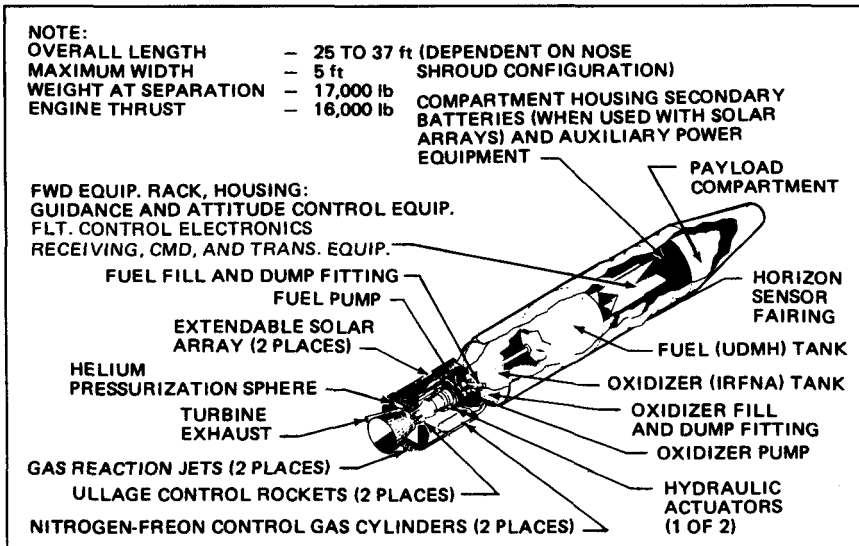 NOTE:
OVERALL LENGTH – 25 TO 37 ft (DEPENDENT ON NOSE
SHROUD CONFIGURATION)
MAXIMUM WIDTH – 5 ft
WEIGHT AT SEPARATION – 17,000 lb
ENGINE THRUST – 16,000 lb
COMPARTMENT HOUSING SECONDARY
BATTERIES (WHEN USED WITH SOLAR
ARRAYS) AND AUXILIARY POWER
EQUIPMENT
PAYLOAD
COMPARTMENT
FWD EQUIP. RACK, HOUSING:
GUIDANCE AND ATTITUDE CONTROL EQUIP.
FLT. CONTROL ELECTRONICS
RECEIVING, CMD, AND TRANS. EQUIP.
FUEL FILL AND DUMP FITTING
FUEL PUMP
EXTENDABLE SOLAR
ARRAY (2 PLACES)
HELIUM
PRESSURIZATION SPHERE
TURBINE
EXHAUST
GAS REACTION JETS (2 PLACES)
ULLAGE CONTROL ROCKETS (2 PLACES)
NITROGEN-FREON CONTROL GAS CYLINDERS (2 PLACES)
HORIZON
SENSOR
FAIRING
FUEL (UDMH) TANK
OXIDIZER (IRFNA) TANK
OXIDIZER FILL
AND DUMP FITTING
OXIDIZER PUMP
HYDRAULIC
ACTUATORS
(1 OF 2)